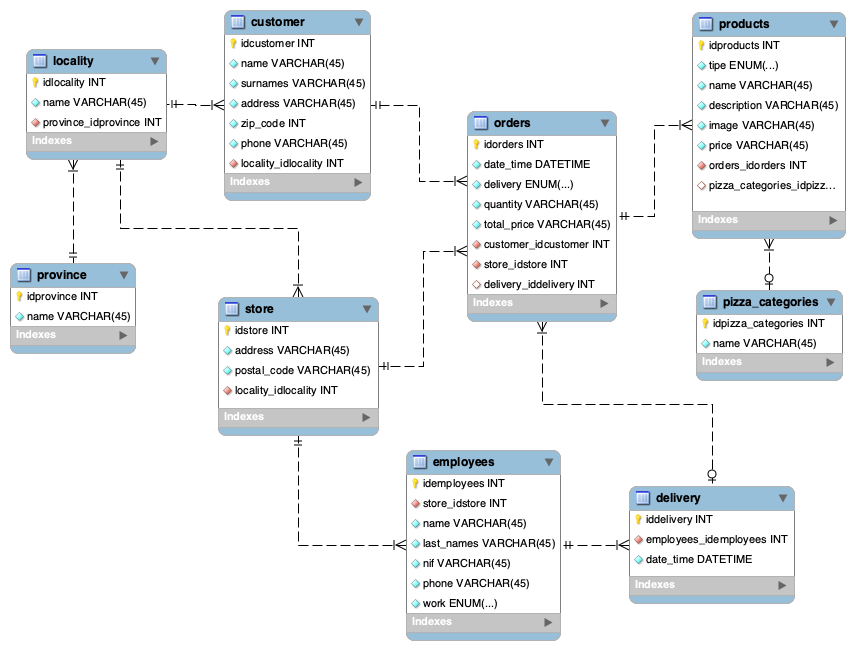 customer
idcustomer INT
name VARCHAR(45)
surnames VARCHAR(45)
address VARCHAR(45)
zip_code INT
phone VARCHAR(45)
locality_idlocality INT
Indexes
products
idproducts INT
tipe ENUM(...)
name VARCHAR(45)
description VARCHAR(45)
image VARCHAR(45)
price VARCHAR(45)
orders_idorders INT
pizza_categories_idpizz...
Indexes
locality
idlocality INT
name VARCHAR(45)
province_idprovince INT
Indexes
orders
idorders INT
date_time DATETIME
delivery ENUM(...)
quantity VARCHAR(45)
total_price VARCHAR(45)
customer_idcustomer INT
store_idstore INT
delivery_iddelivery INT
Indexes
province
idprovince INT
name VARCHAR(45)
Indexes
store
idstore INT
address VARCHAR(45)
postal_code VARCHAR(45)
locality_idlocality INT
Indexes
pizza_categories
idpizza_categories INT
name VARCHAR(45)
Indexes
employees
idemployees INT
store_idstore INT
name VARCHAR(45)
last_names VARCHAR(45)
nif VARCHAR(45)
phone VARCHAR(45)
work ENUM(...)
Indexes
delivery
iddelivery INT
employees_idemployees INT
date_time DATETIME
Indexes